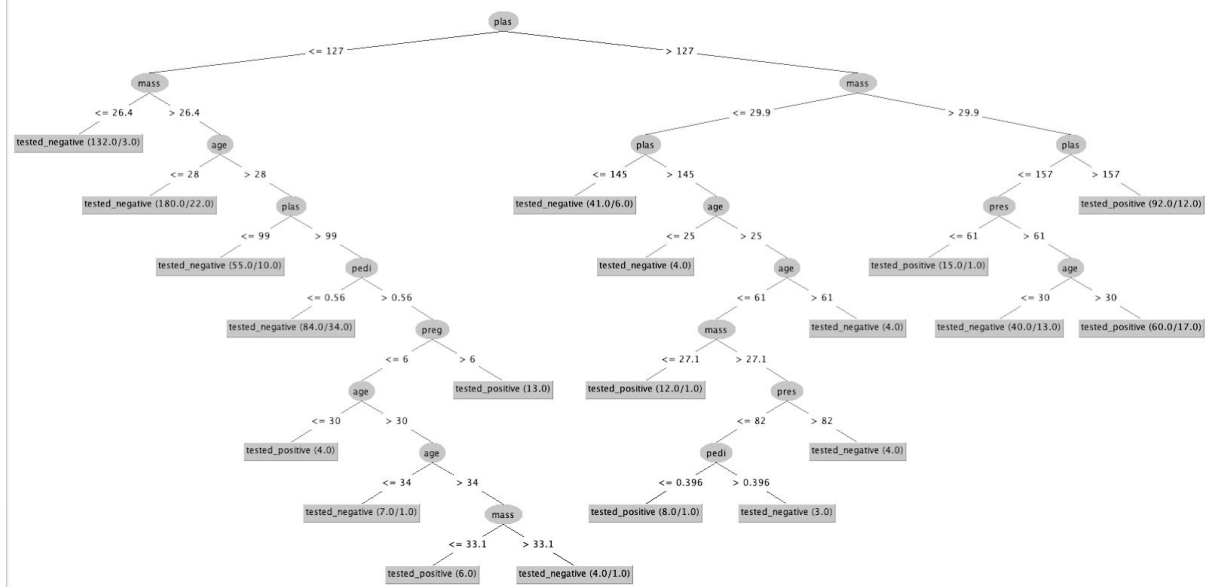 plas
<= 127 > 127
mass mass
<= 26.4 > 26.4 <= 29.9 > 29.9
tested_negative (132.0/3.0) age plas plas
<= 28 > 28 <= 145 > 145 <= 157 > 157
tested_negative (180.0/22.0) plas tested_negative (41.0/6.0) age pres tested_positive (92.0/12.0)
<= 99 > 99 <= 25 > 25 <= 61 > 61
tested_negative (55.0/10.0) pedi tested_negative (4.0) age tested_positive (15.0/1.0) age
<= 0.56 > 0.56 <= 61 > 61 <= 30 > 30
tested_negative (84.0/34.0) preg mass tested_negative (4.0) tested_negative (40.0/13.0) tested_positive (60.0/17.0)
<= 6 > 6 <= 27.1 > 27.1
age tested_positive (13.0) tested_positive (12.0/1.0) pres
<= 30 > 30 <= 82 > 82
tested_positive (4.0) age pedi tested_negative (4.0)
<= 34 > 34 <= 0.396 > 0.396
tested_negative (7.0/1.0) mass tested_positive (8.0/1.0) tested_negative (3.0)
<= 33.1 > 33.1
tested_positive (6.0) tested_negative (4.0/1.0)